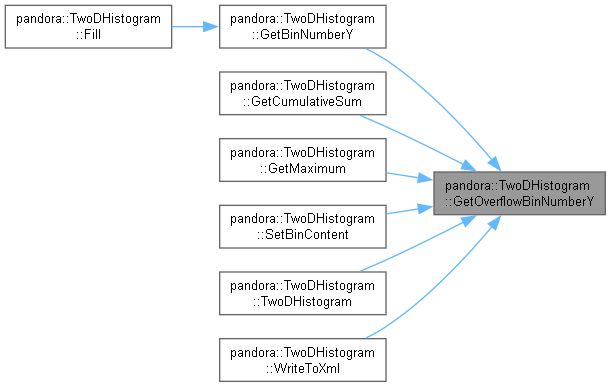 pandora::TwoDHistogram
::Fill
pandora::TwoDHistogram
::GetBinNumberY
pandora::TwoDHistogram
::GetCumulativeSum
pandora::TwoDHistogram
::GetMaximum
pandora::TwoDHistogram
::SetBinContent
pandora::TwoDHistogram
::TwoDHistogram
pandora::TwoDHistogram
::WriteToXml
pandora::TwoDHistogram
::GetOverflowBinNumberY